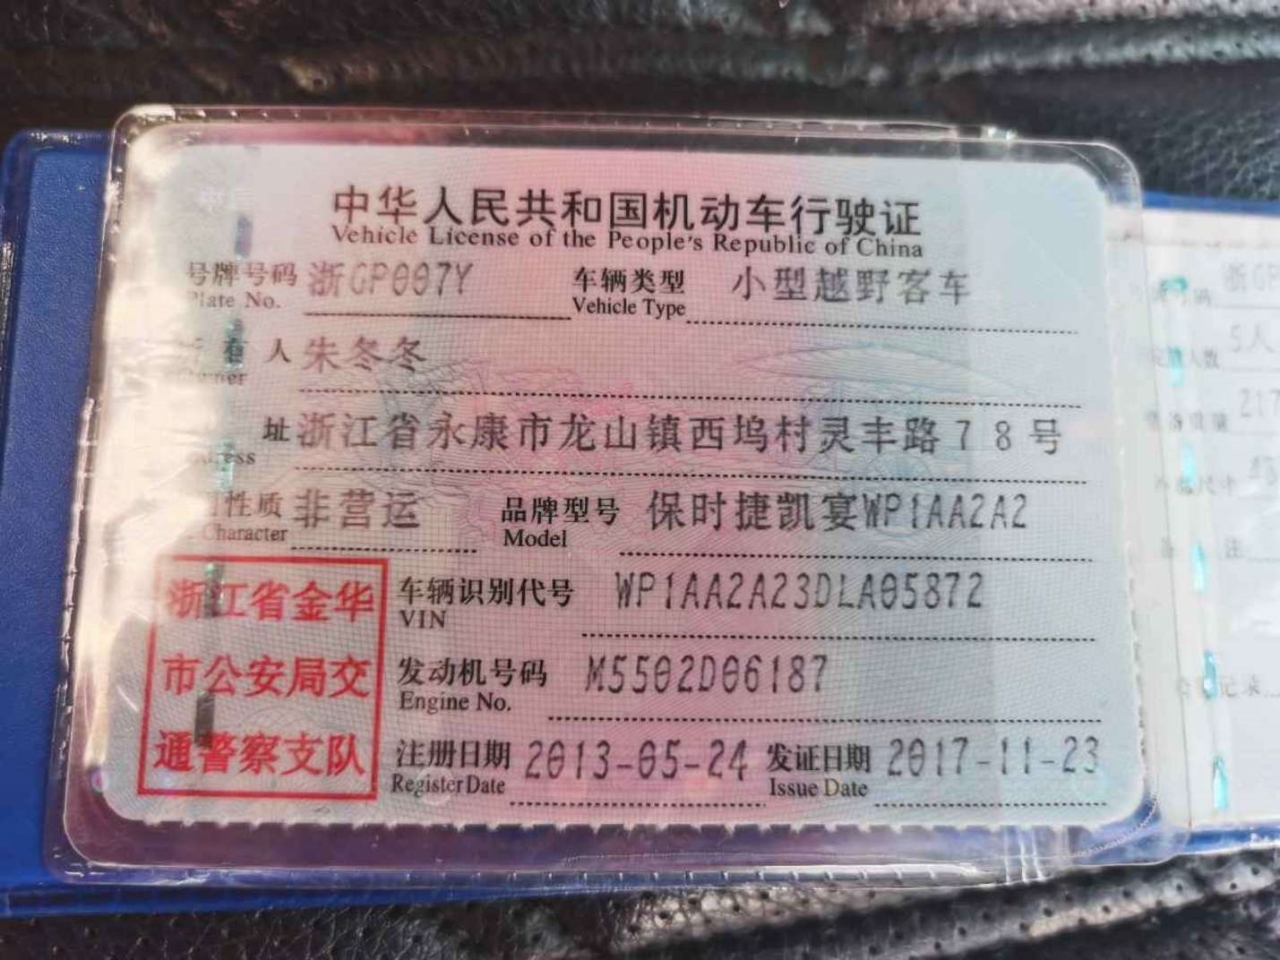 中华人民共和国机动车行驶证
Vehicle License of the People's Republic of China
号牌号码 浙GP007Y 车辆类型 小型越野客车
Plate No. Vehicle Type
人 朱冬冬
址 浙江省永康市龙山镇西坞村灵丰路78号
性质 非营运 品牌型号 保时捷凯宴WP1AA2A2
Character Model
浙江省金华
市公安局交
通警察支队
车辆识别代号 WP1AA2A23DLA05872
VIN
发动机号码 M5502D06187
Engine No.
注册日期 2013-05-24 发证日期 2017-11-23
Register Date Issue Date
浙GP
5人
217